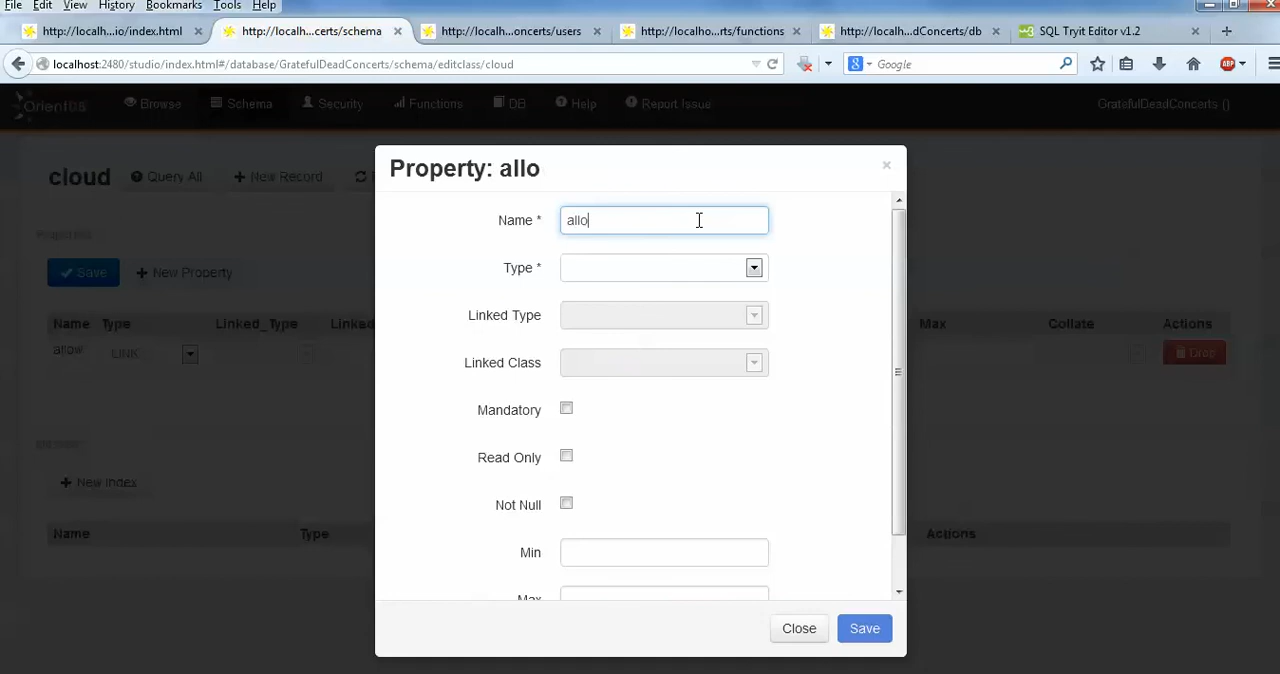 File Edit View History Bookmarks Tools Help
http://localh...io/index.html × http://localh...certs/schema × http://localh...oncerts/users × http://localho...rts/functions × http://localh...dConcerts/db × SQL Tryit Editor v1.2 × +
localhost:2480/studio/index.html#/database/GratefulDeadConcerts/schema/editclass/cloud Google ABP
OrientDB Browse Schema Security Functions DB Help Report Issue GratefulDeadConcerts ()
Property: allo ×
cloud Query All + New Record
Name * allo
Type *
Save + New Property
Linked Type
Name Type Linked_Type Linked Max Collate Actions
allow LINK Drop
Linked Class
Mandatory
Read Only
+ New Index
Not Null
Name Type Actions
Min
Max
Close Save